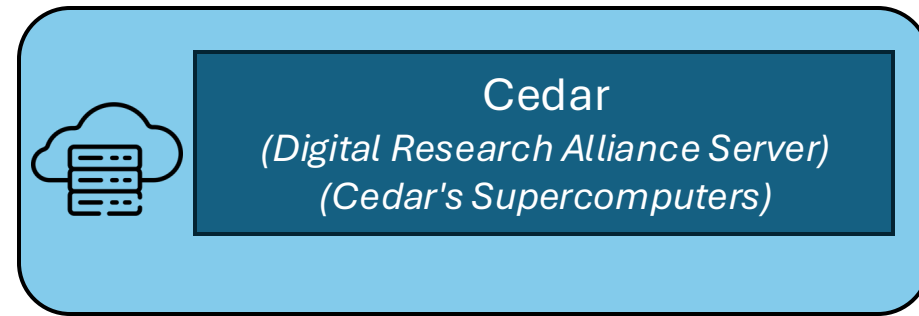 Cedar
(Digital Research Alliance Server)
(Cedar's Supercomputers)